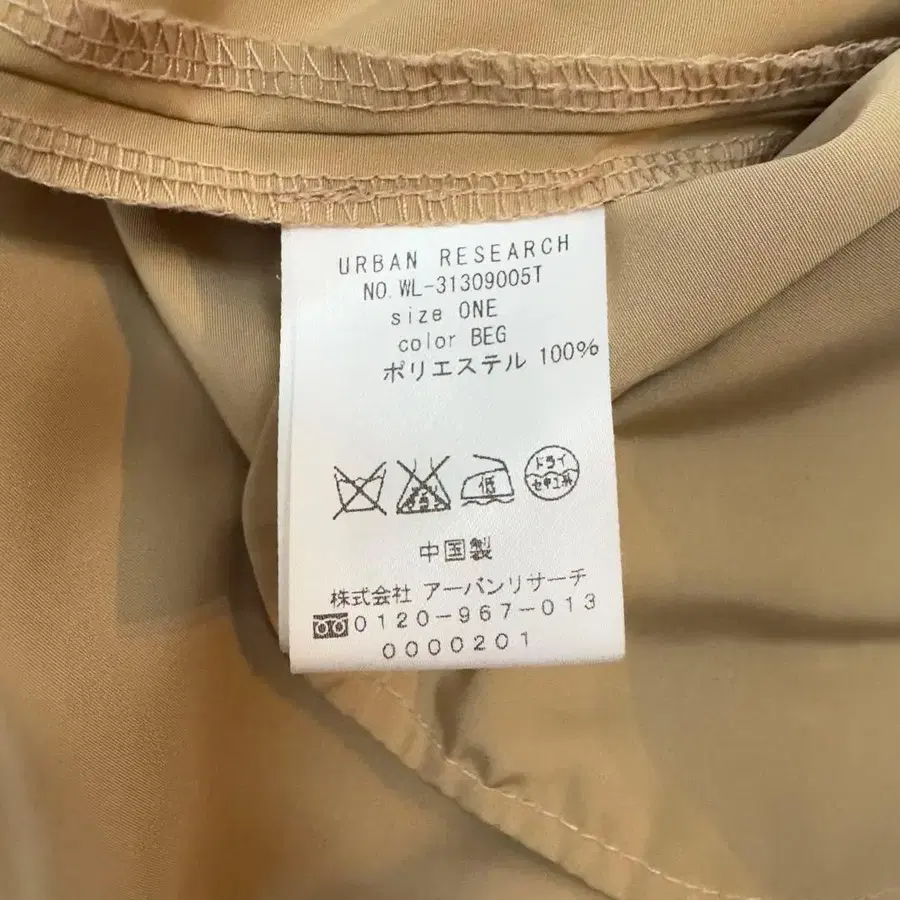 URBAN RESEARCH
NO. WL-31309005T
size ONE
color BEG
ポリエステル 100%
低
ドライ
セキユ系
中国製
株式会社 アーバンリサーチ
0120-967-013
0000201